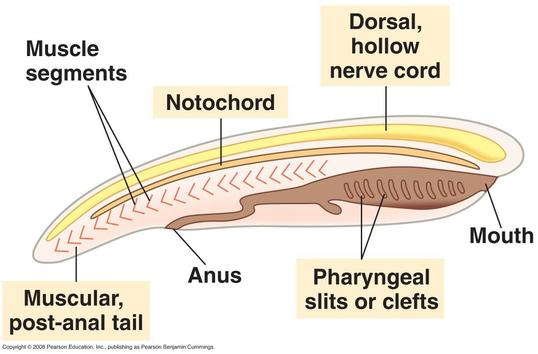 Dorsal,
hollow
nerve cord
Muscle
segments
Notochord
Mouth
Anus
Pharyngeal
slits or clefts
Muscular,
post-anal tail
Copyright © 2008 Pearson Education, Inc., publishing as Pearson Benjamin Cummings.